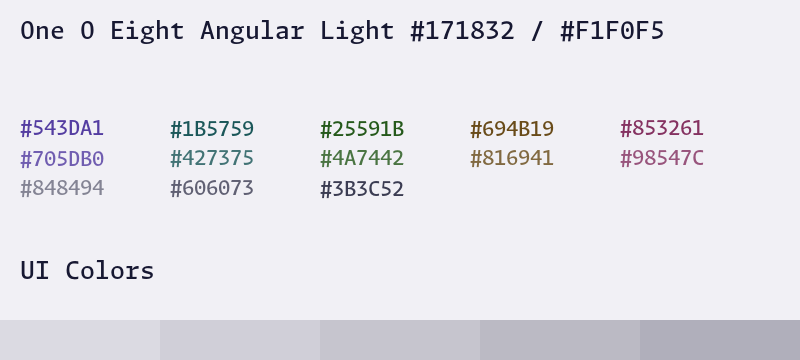 One O Eight Angular Light #171832 / #F1F0F5
#543DA1 #1B5759 #25591B #694B19 #853261
#705DB0 #427375 #4A7442 #816941 #98547C
#848494 #606073 #3B3C52
UI Colors